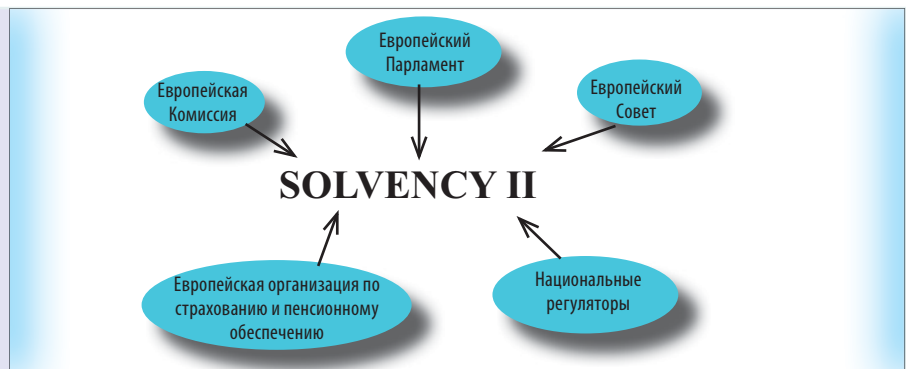 Европейский
Парламент
Европейская
Комиссия
Европейский
Совет
SOLVENCY II
Европейская организация по
страхованию и пенсионному
обеспечению
Национальные
регуляторы